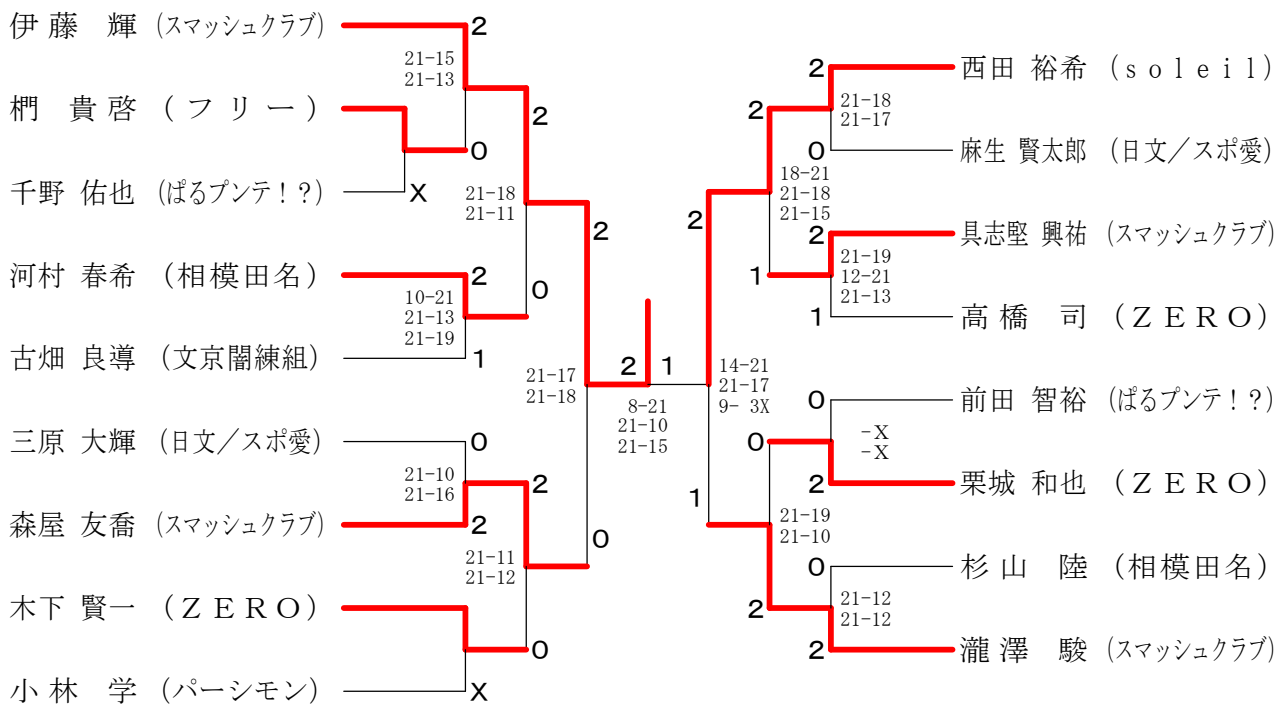 伊藤 輝 (スマッシュクラブ)
2
21-15
21-13
椚 貴啓 (フリー)
0
千野 佑也 (ぱるプンテ!?)
X
2
21-18
21-11
0
河村 春希 (相模田名)
2
10-21
21-13
21-19
古畑 良導 (文京闇練組)
1
2
21-17
21-18
0
三原 大輝 (日文/スポ愛)
0
21-10
21-16
森屋 友喬 (スマッシュクラブ)
2
2
21-11
21-12
0
木下 賢一 (ZERO)
小林 学 (パーシモン)
X
2 1
8-21
21-10
21-15
2
14-21
21-17
9- 3X
1
2
18-21
21-18
21-15
1
2
西田 裕希 (soleil)
21-18
21-17
0
麻生 賢太郎 (日文/スポ愛)
2
具志堅 興祐 (スマッシュクラブ)
21-19
12-21
21-13
1
高橋 司 (ZERO)
0
前田 智裕 (ぱるプンテ!?)
-X
-X
2
栗城 和也 (ZERO)
0
21-19
21-10
2
0
杉山 陸 (相模田名)
21-12
21-12
2
瀧澤 駿 (スマッシュクラブ)